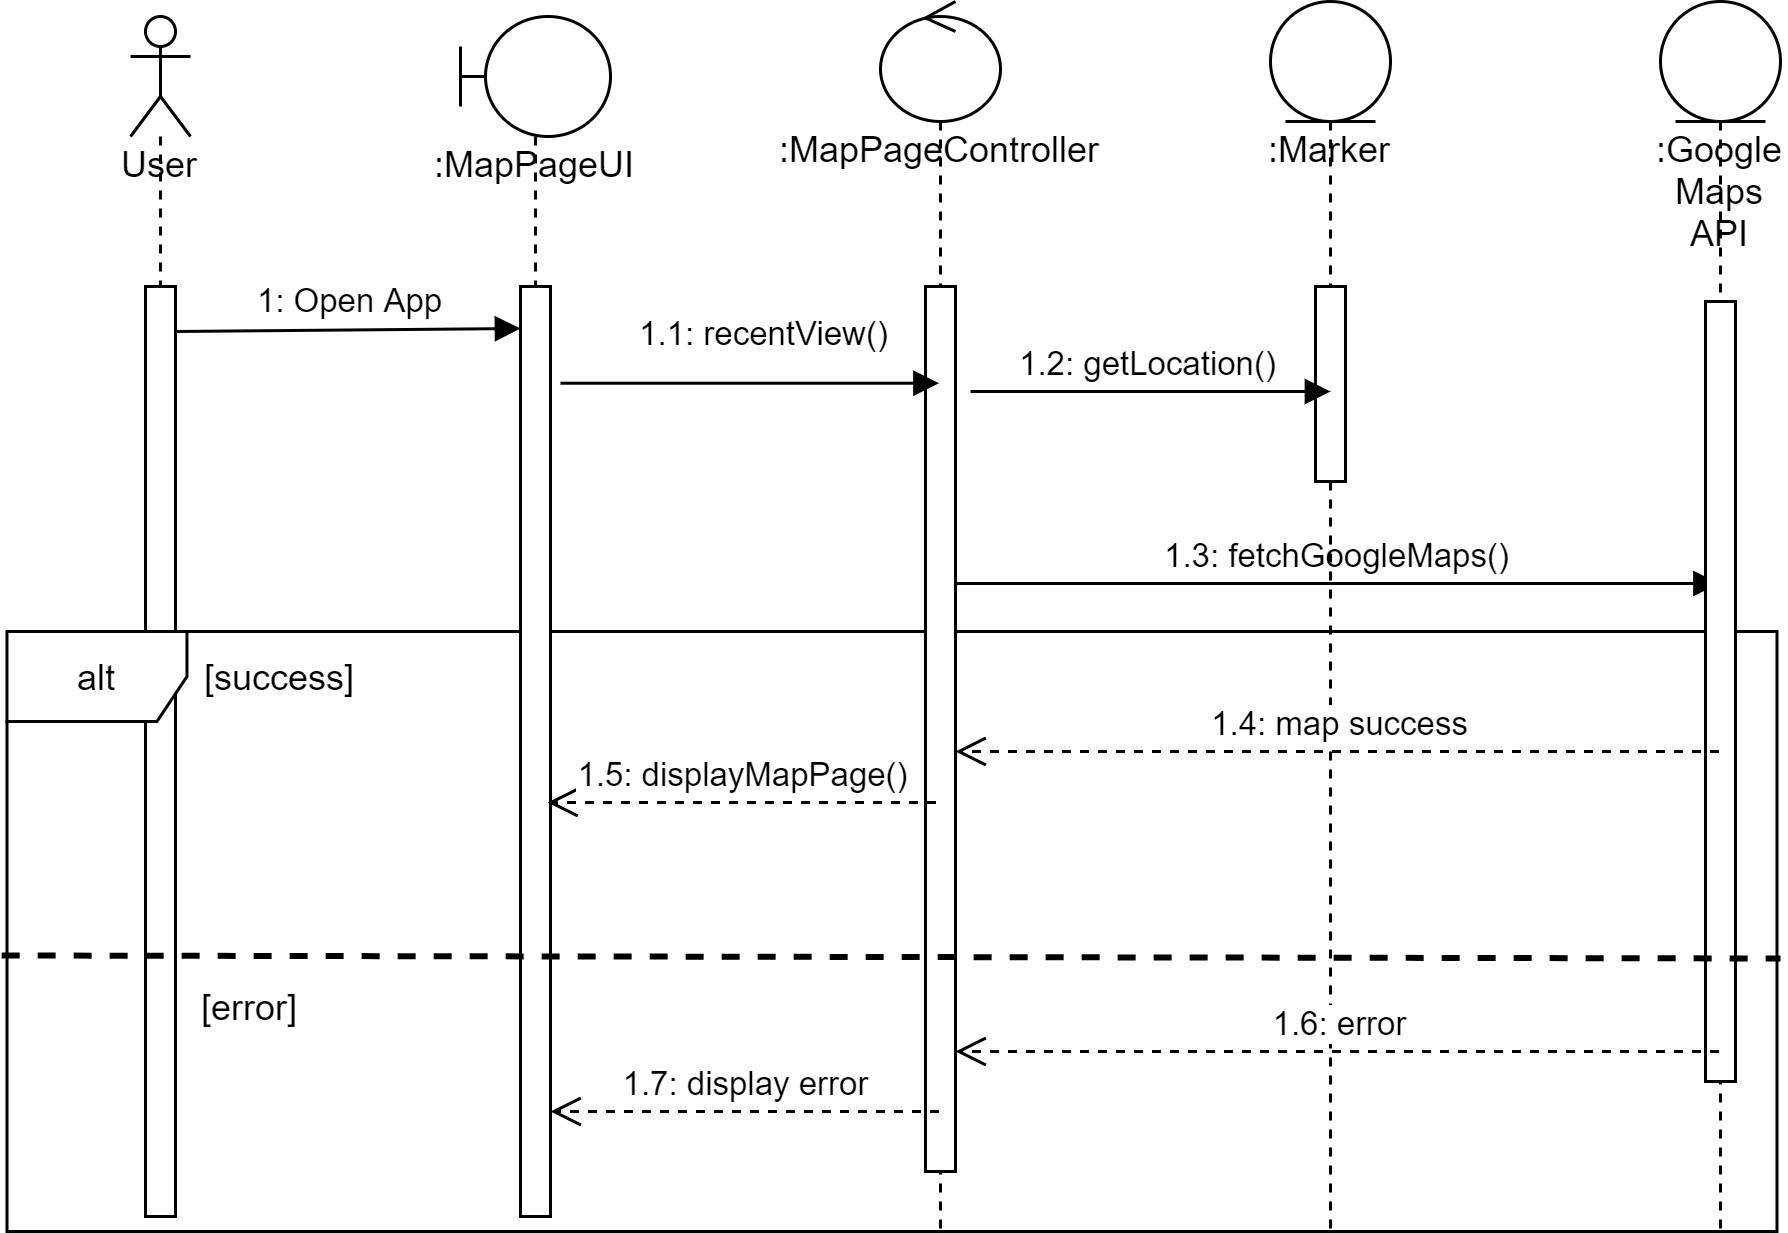 User
:MapPageUI
:MapPageController
:Marker
:Google
Maps
API
1: Open App
1.1: recentView()
1.2: getLocation()
1.3: fetchGoogleMaps()
alt
[success]
1.4: map success
1.5: displayMapPage()
[error]
1.6: error
1.7: display error